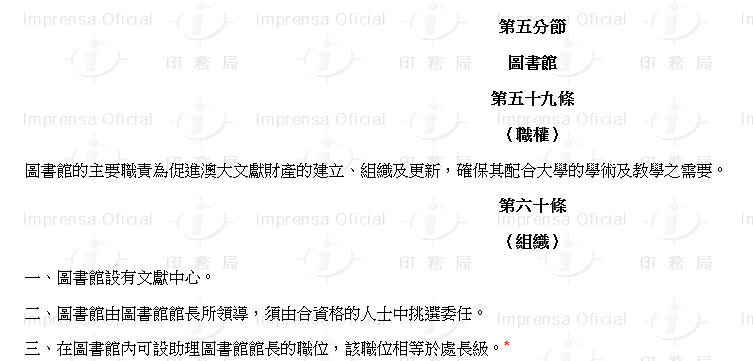 第五分節
圖書館
第五十九條
（職權）
圖書館的主要職責為促進澳大文獻財產的建立、組織及更新，確保其配合大學的學術及教學之需要。
第六十條
（組織）
一、圖書館設有文獻中心。
二、圖書館由圖書館館長所領導，須由合資格的人士中挑選委任。
三、在圖書館內可設助理圖書館館長的職位，該職位相等於處長級。*
Imprensa Oficial
印務局